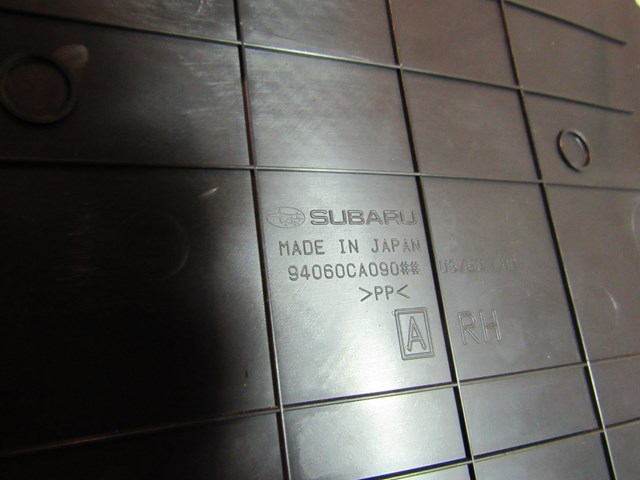 SUBARU
MADE IN JAPAN
94060CA090##
>PP<
A RH